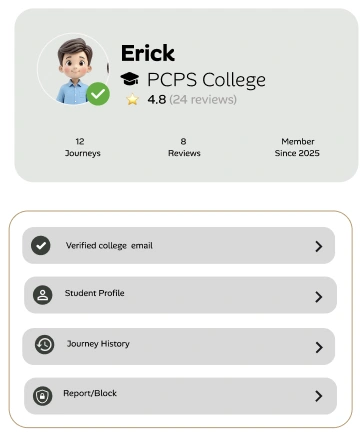 Erick
PCPS College
4.8 (24 reviews)
12
Journeys
8
Reviews
Member
Since 2025
Verified college email
Student Profile
Journey History
Report/Block